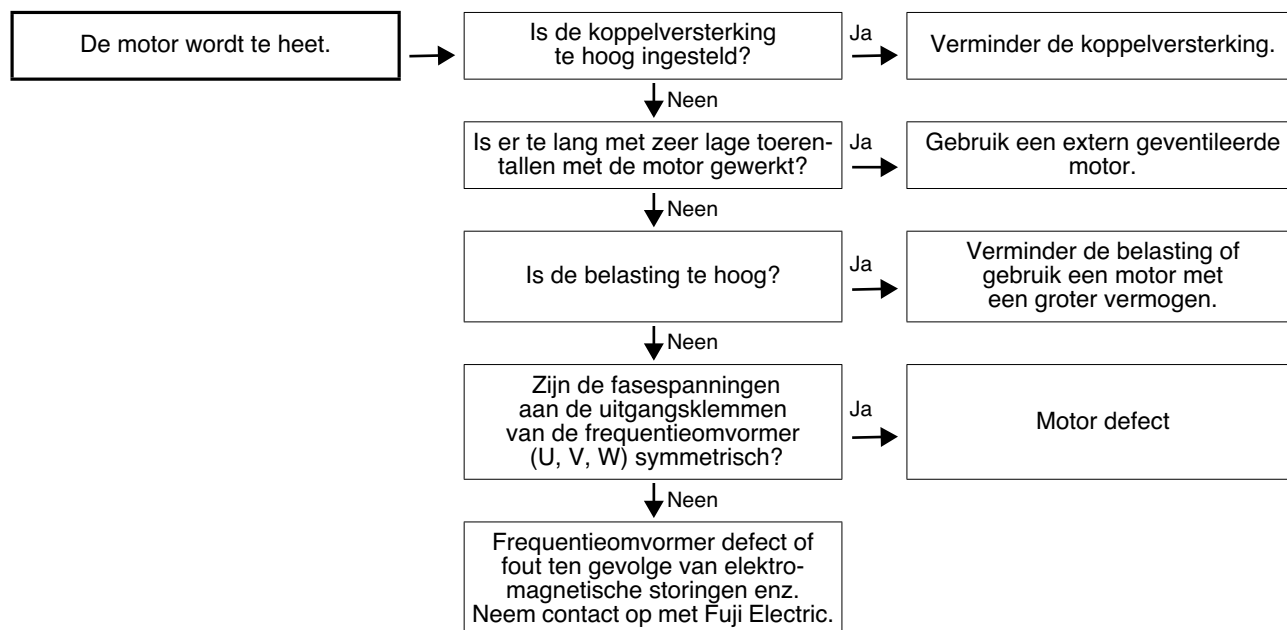 De motor wordt te heet.
Is de koppelversterking
te hoog ingesteld?
Ja
Verminder de koppelversterking.
Neen
Is er te lang met zeer lage toeren-
tallen met de motor gewerkt?
Ja
Gebruik een extern geventileerde
motor.
Neen
Is de belasting te hoog?
Ja
Verminder de belasting of
gebruik een motor met
een groter vermogen.
Neen
Zijn de fasespanningen
aan de uitgangsklemmen
van de frequentieomvormer
(U, V, W) symmetrisch?
Ja
Motor defect
Neen
Frequentieomvormer defect of
fout ten gevolge van elektro-
magnetische storingen enz.
Neem contact op met Fuji Electric.